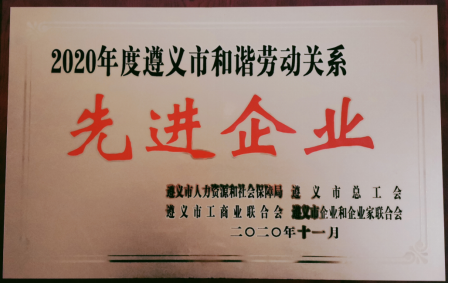 2020年度遵义市和谐劳动关系
先进企业
遵义市人力资源和社会保障局 遵义市总工会
遵义市工商业联合会 遵义市企业和企业家联合会
二〇二〇年十一月